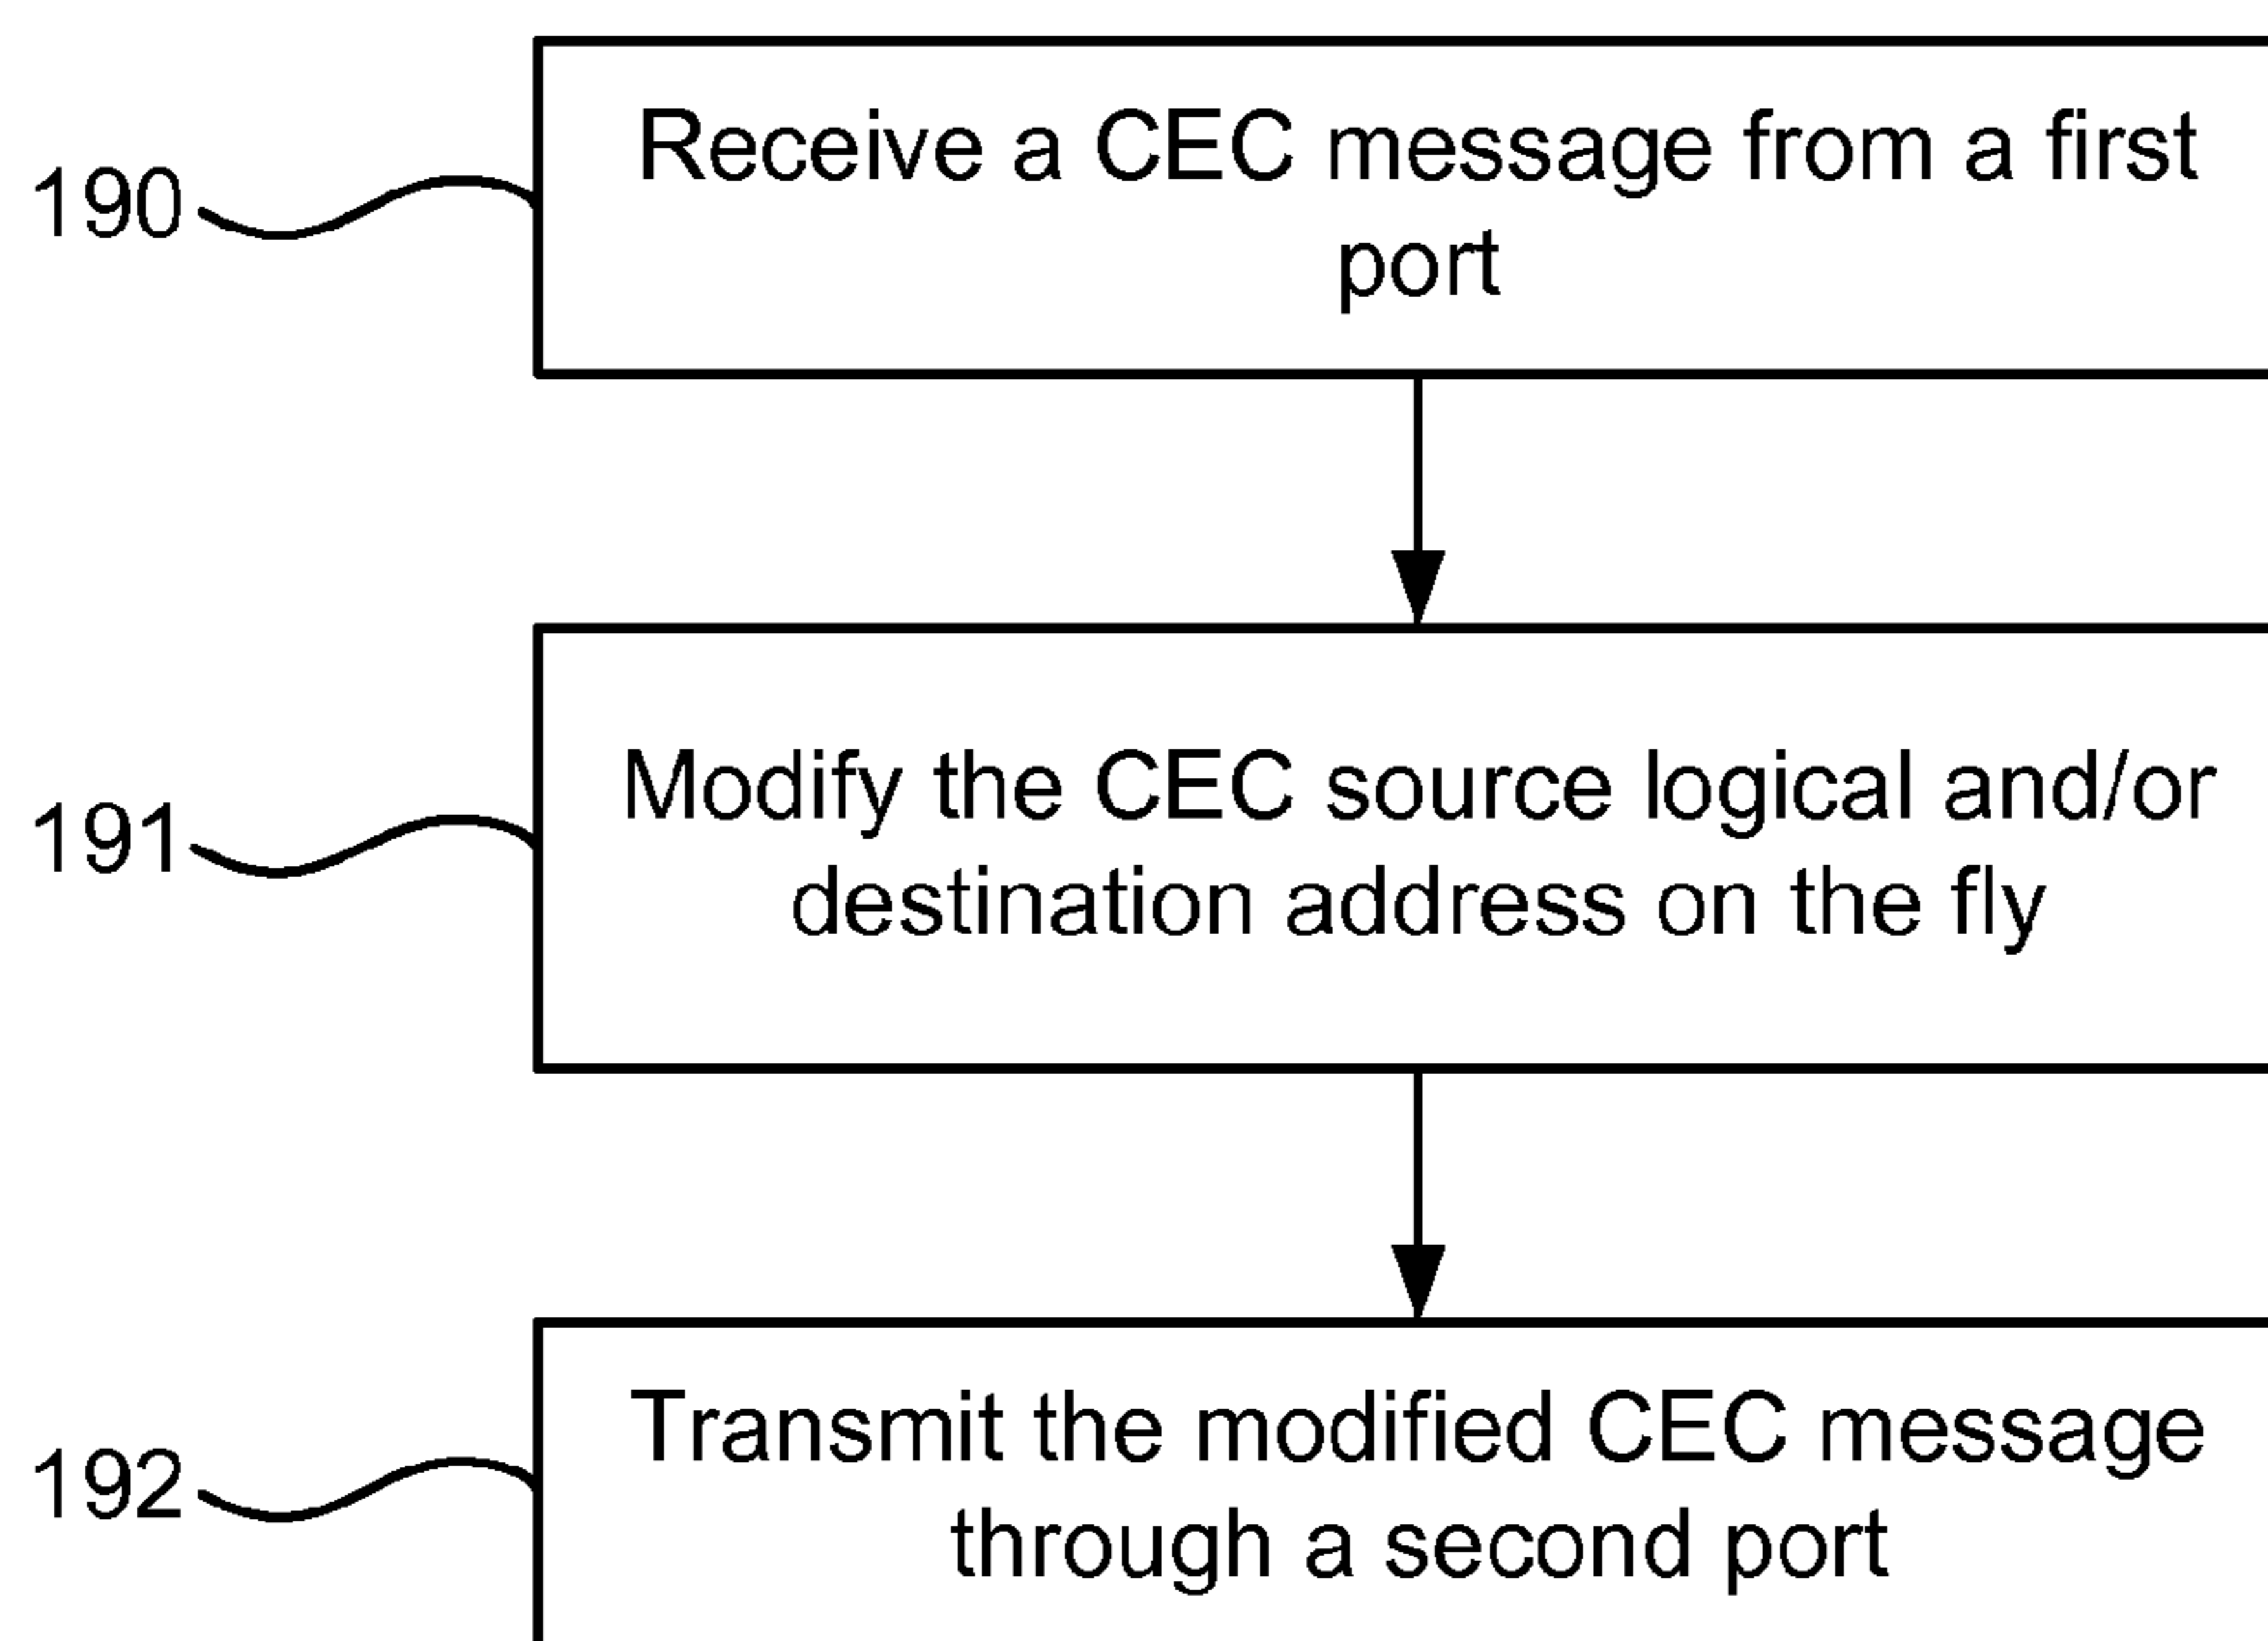 190
Receive a CEC message from a first
port
191
Modify the CEC source logical and/or
destination address on the fly
192
Transmit the modified CEC message
through a second port